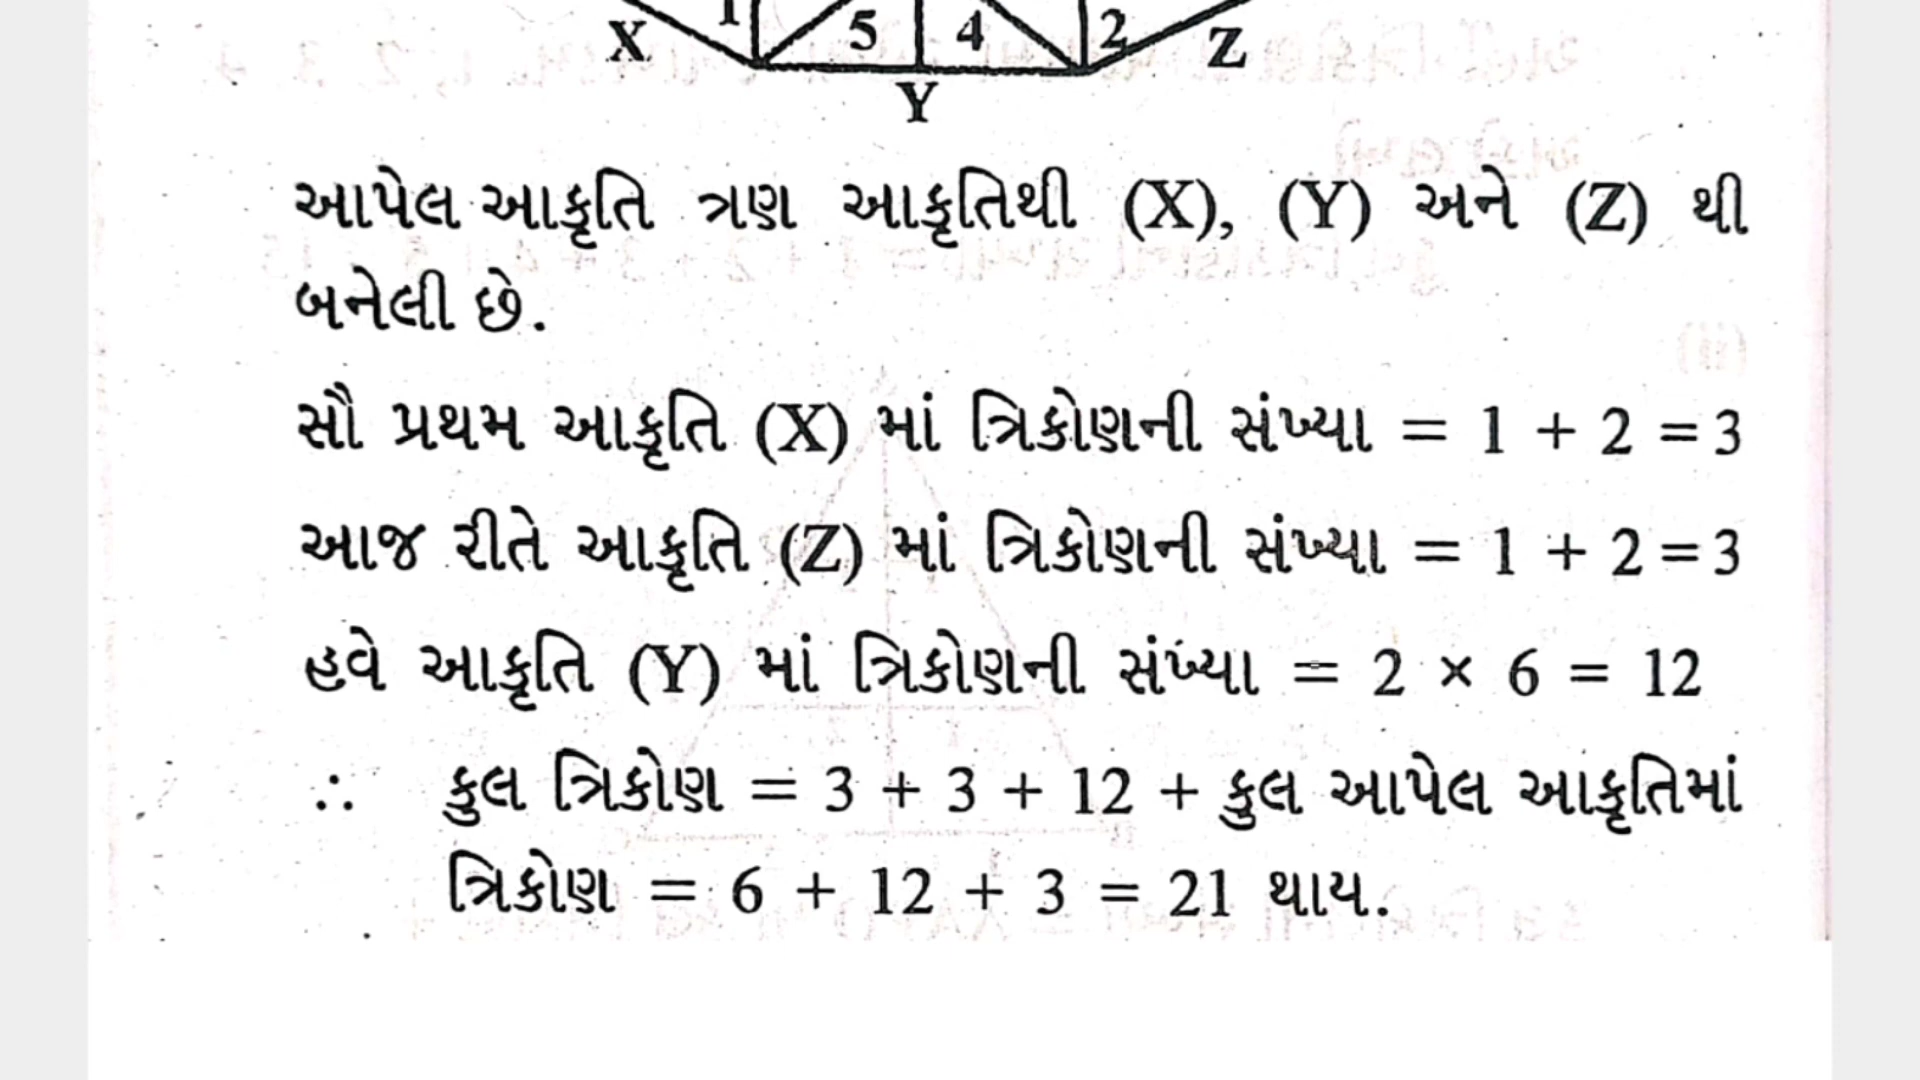 1 5 4 2
X Z
Y
આપેલ આકૃતિ ત્રણ આકૃતિથી (X), (Y) અને (Z) થી
બનેલી છે.
સૌ પ્રથમ આકૃતિ (X) માં ત્રિકોણની સંખ્યા = 1 + 2 = 3
આજ રીતે આકૃતિ (Z) માં ત્રિકોણની સંખ્યા = 1 + 2 = 3
હવે આકૃતિ (Y) માં ત્રિકોણની સંખ્યા = 2 × 6 = 12
∴ કુલ ત્રિકોણ = 3 + 3 + 12 + કુલ આપેલ આકૃતિમાં
ત્રિકોણ = 6 + 12 + 3 = 21 થાય.